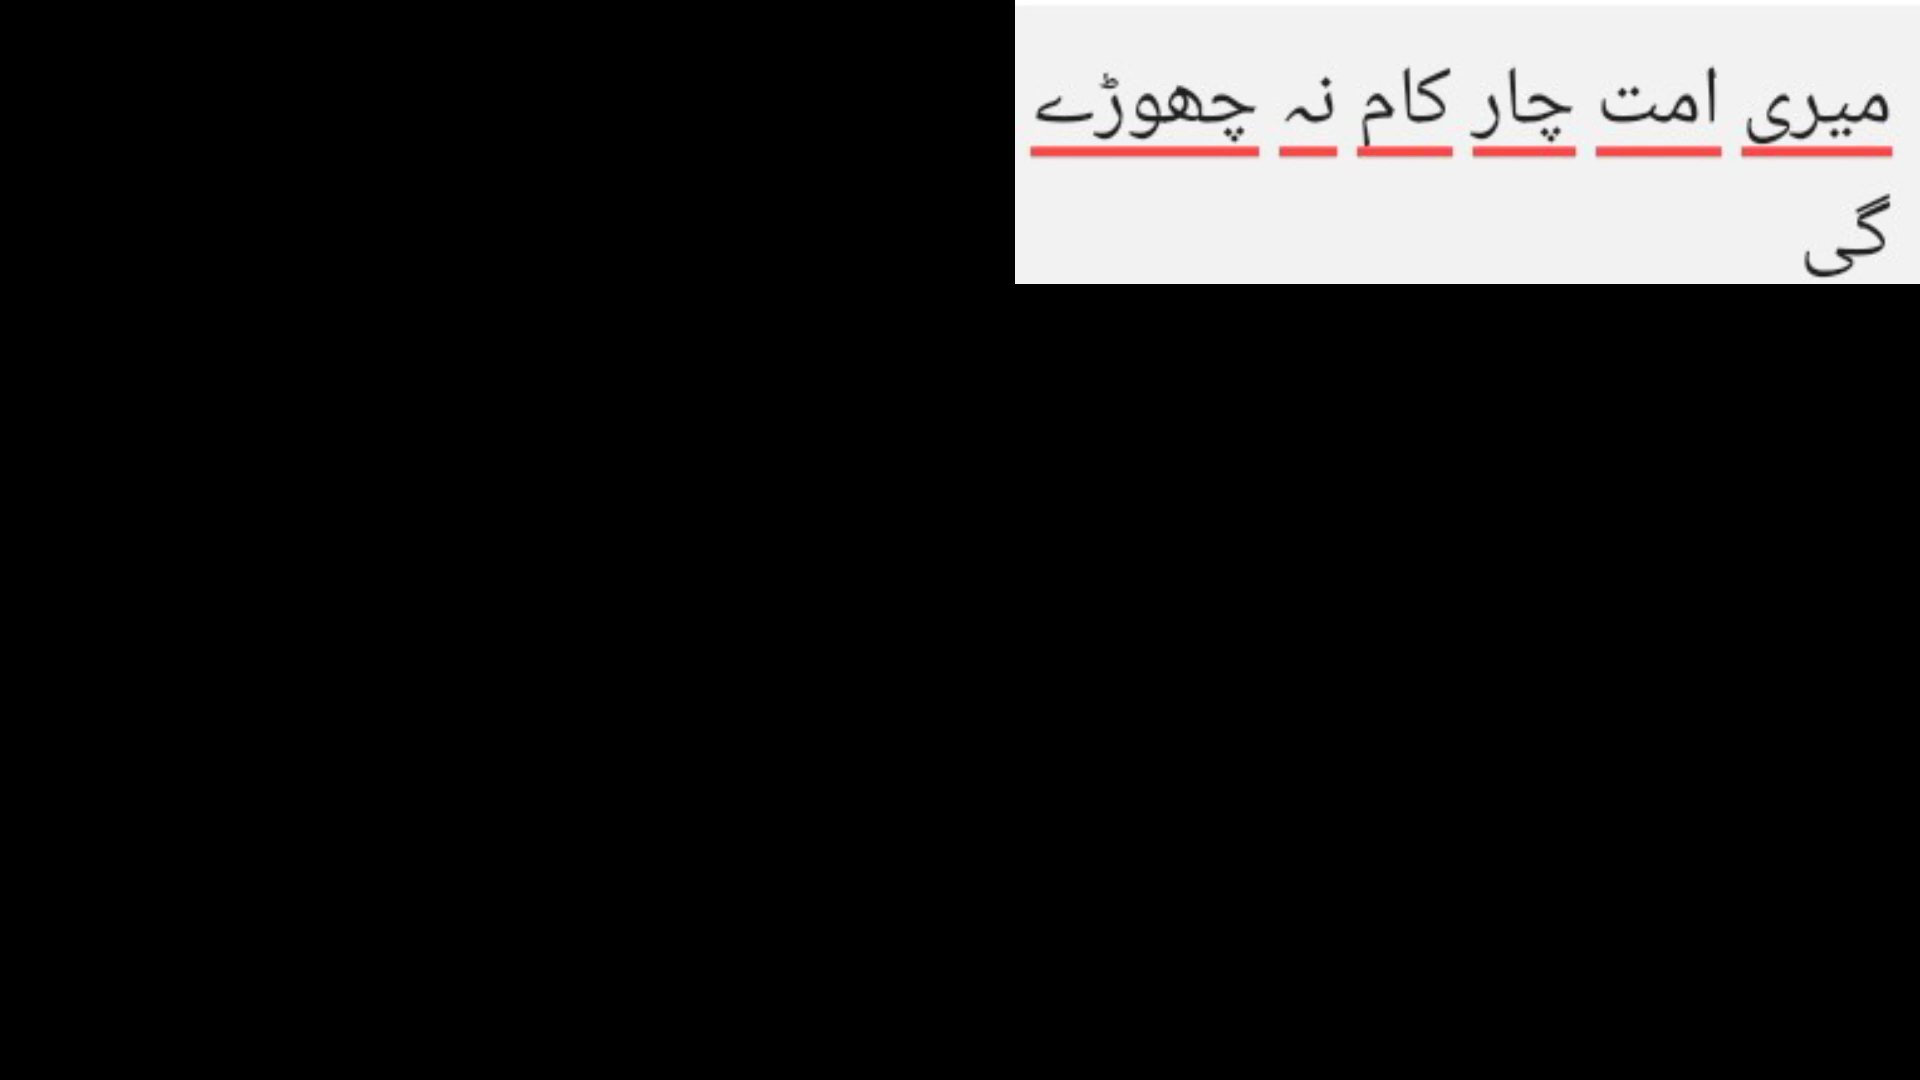 میری امت چار کام نہ چھوڑے
گی